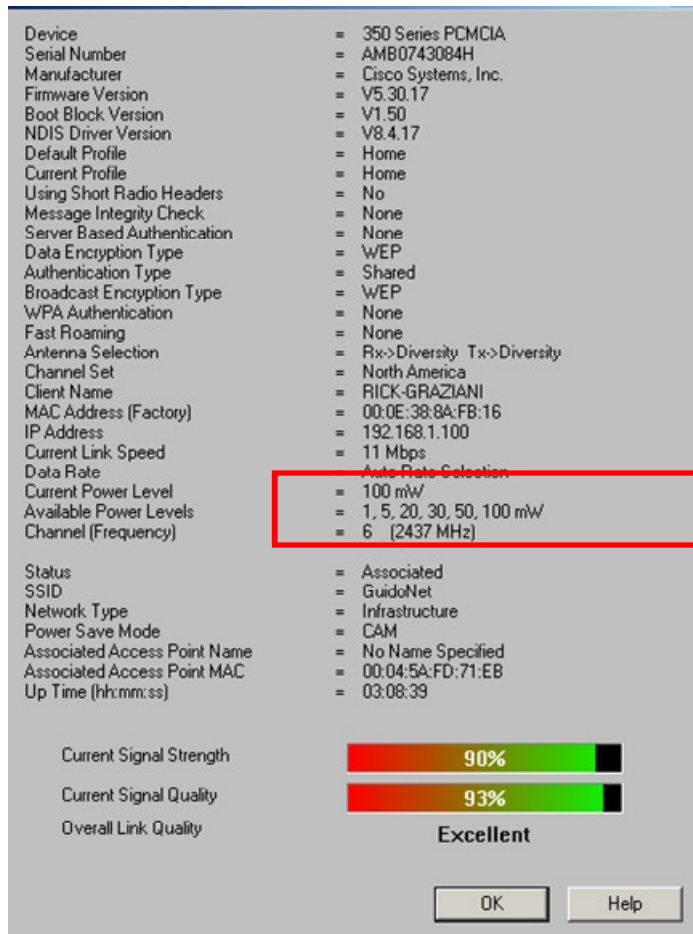 Device = 350 Series PCMCIA
Serial Number = AMB0743084H
Manufacturer = Cisco Systems, Inc.
Firmware Version = V5.30.17
Boot Block Version = V1.50
NDIS Driver Version = V8.4.17
Default Profile = Home
Current Profile = Home
Using Short Radio Headers = No
Message Integrity Check = None
Server Based Authentication = None
Data Encryption Type = WEP
Authentication Type = Shared
Broadcast Encryption Type = WEP
WPA Authentication = None
Fast Roaming = None
Antenna Selection = Rx->Diversity Tx->Diversity
Channel Set = North America
Client Name = RICK-GRAZIANI
MAC Address (Factory) = 00:0E:38:8A:FB:16
IP Address = 192.168.1.100
Current Link Speed = 11 Mbps
Data Rate = Auto Rate Selection
Current Power Level = 100 mW
Available Power Levels = 1, 5, 20, 30, 50, 100 mW
Channel (Frequency) = 6 (2437 MHz)
Status = Associated
SSID = GuidoNet
Network Type = Infrastructure
Power Save Mode = CAM
Associated Access Point Name = No Name Specified
Associated Access Point MAC = 00:04:5A:FD:71:EB
Up Time (hh:mm:ss) = 03:08:39
Current Signal Strength 90%
Current Signal Quality 93%
Overall Link Quality Excellent
OK Help